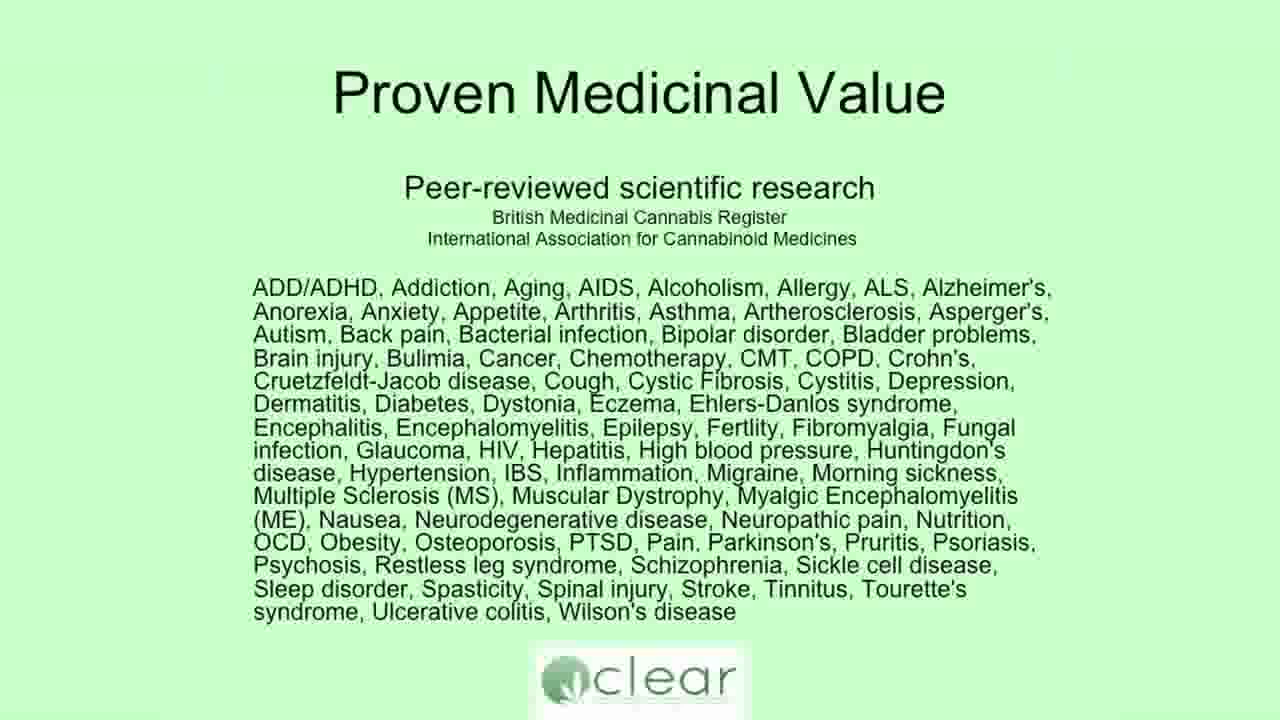 Proven Medicinal Value
Peer-reviewed scientific research
British Medicinal Cannabis Register
International Association for Cannabinoid Medicines
ADD/ADHD, Addiction, Aging, AIDS, Alcoholism, Allergy, ALS, Alzheimer's,
Anorexia, Anxiety, Appetite, Arthritis, Asthma, Artherosclerosis, Asperger's,
Autism, Back pain, Bacterial infection, Bipolar disorder, Bladder problems,
Brain injury, Bulimia, Cancer, Chemotherapy, CMT, COPD, Crohn's,
Cruetzfeldt-Jacob disease, Cough, Cystic Fibrosis, Cystitis, Depression,
Dermatitis, Diabetes, Dystonia, Eczema, Ehlers-Danlos syndrome,
Encephalitis, Encephalomyelitis, Epilepsy, Fertlity, Fibromyalgia, Fungal
infection, Glaucoma, HIV, Hepatitis, High blood pressure, Huntingdon's
disease, Hypertension, IBS, Inflammation, Migraine, Morning sickness,
Multiple Sclerosis (MS), Muscular Dystrophy, Myalgic Encephalomyelitis
(ME), Nausea, Neurodegenerative disease, Neuropathic pain, Nutrition,
OCD, Obesity, Osteoporosis, PTSD, Pain, Parkinson's, Pruritis, Psoriasis,
Psychosis, Restless leg syndrome, Schizophrenia, Sickle cell disease,
Sleep disorder, Spasticity, Spinal injury, Stroke, Tinnitus, Tourette's
syndrome, Ulcerative colitis, Wilson's disease
clear